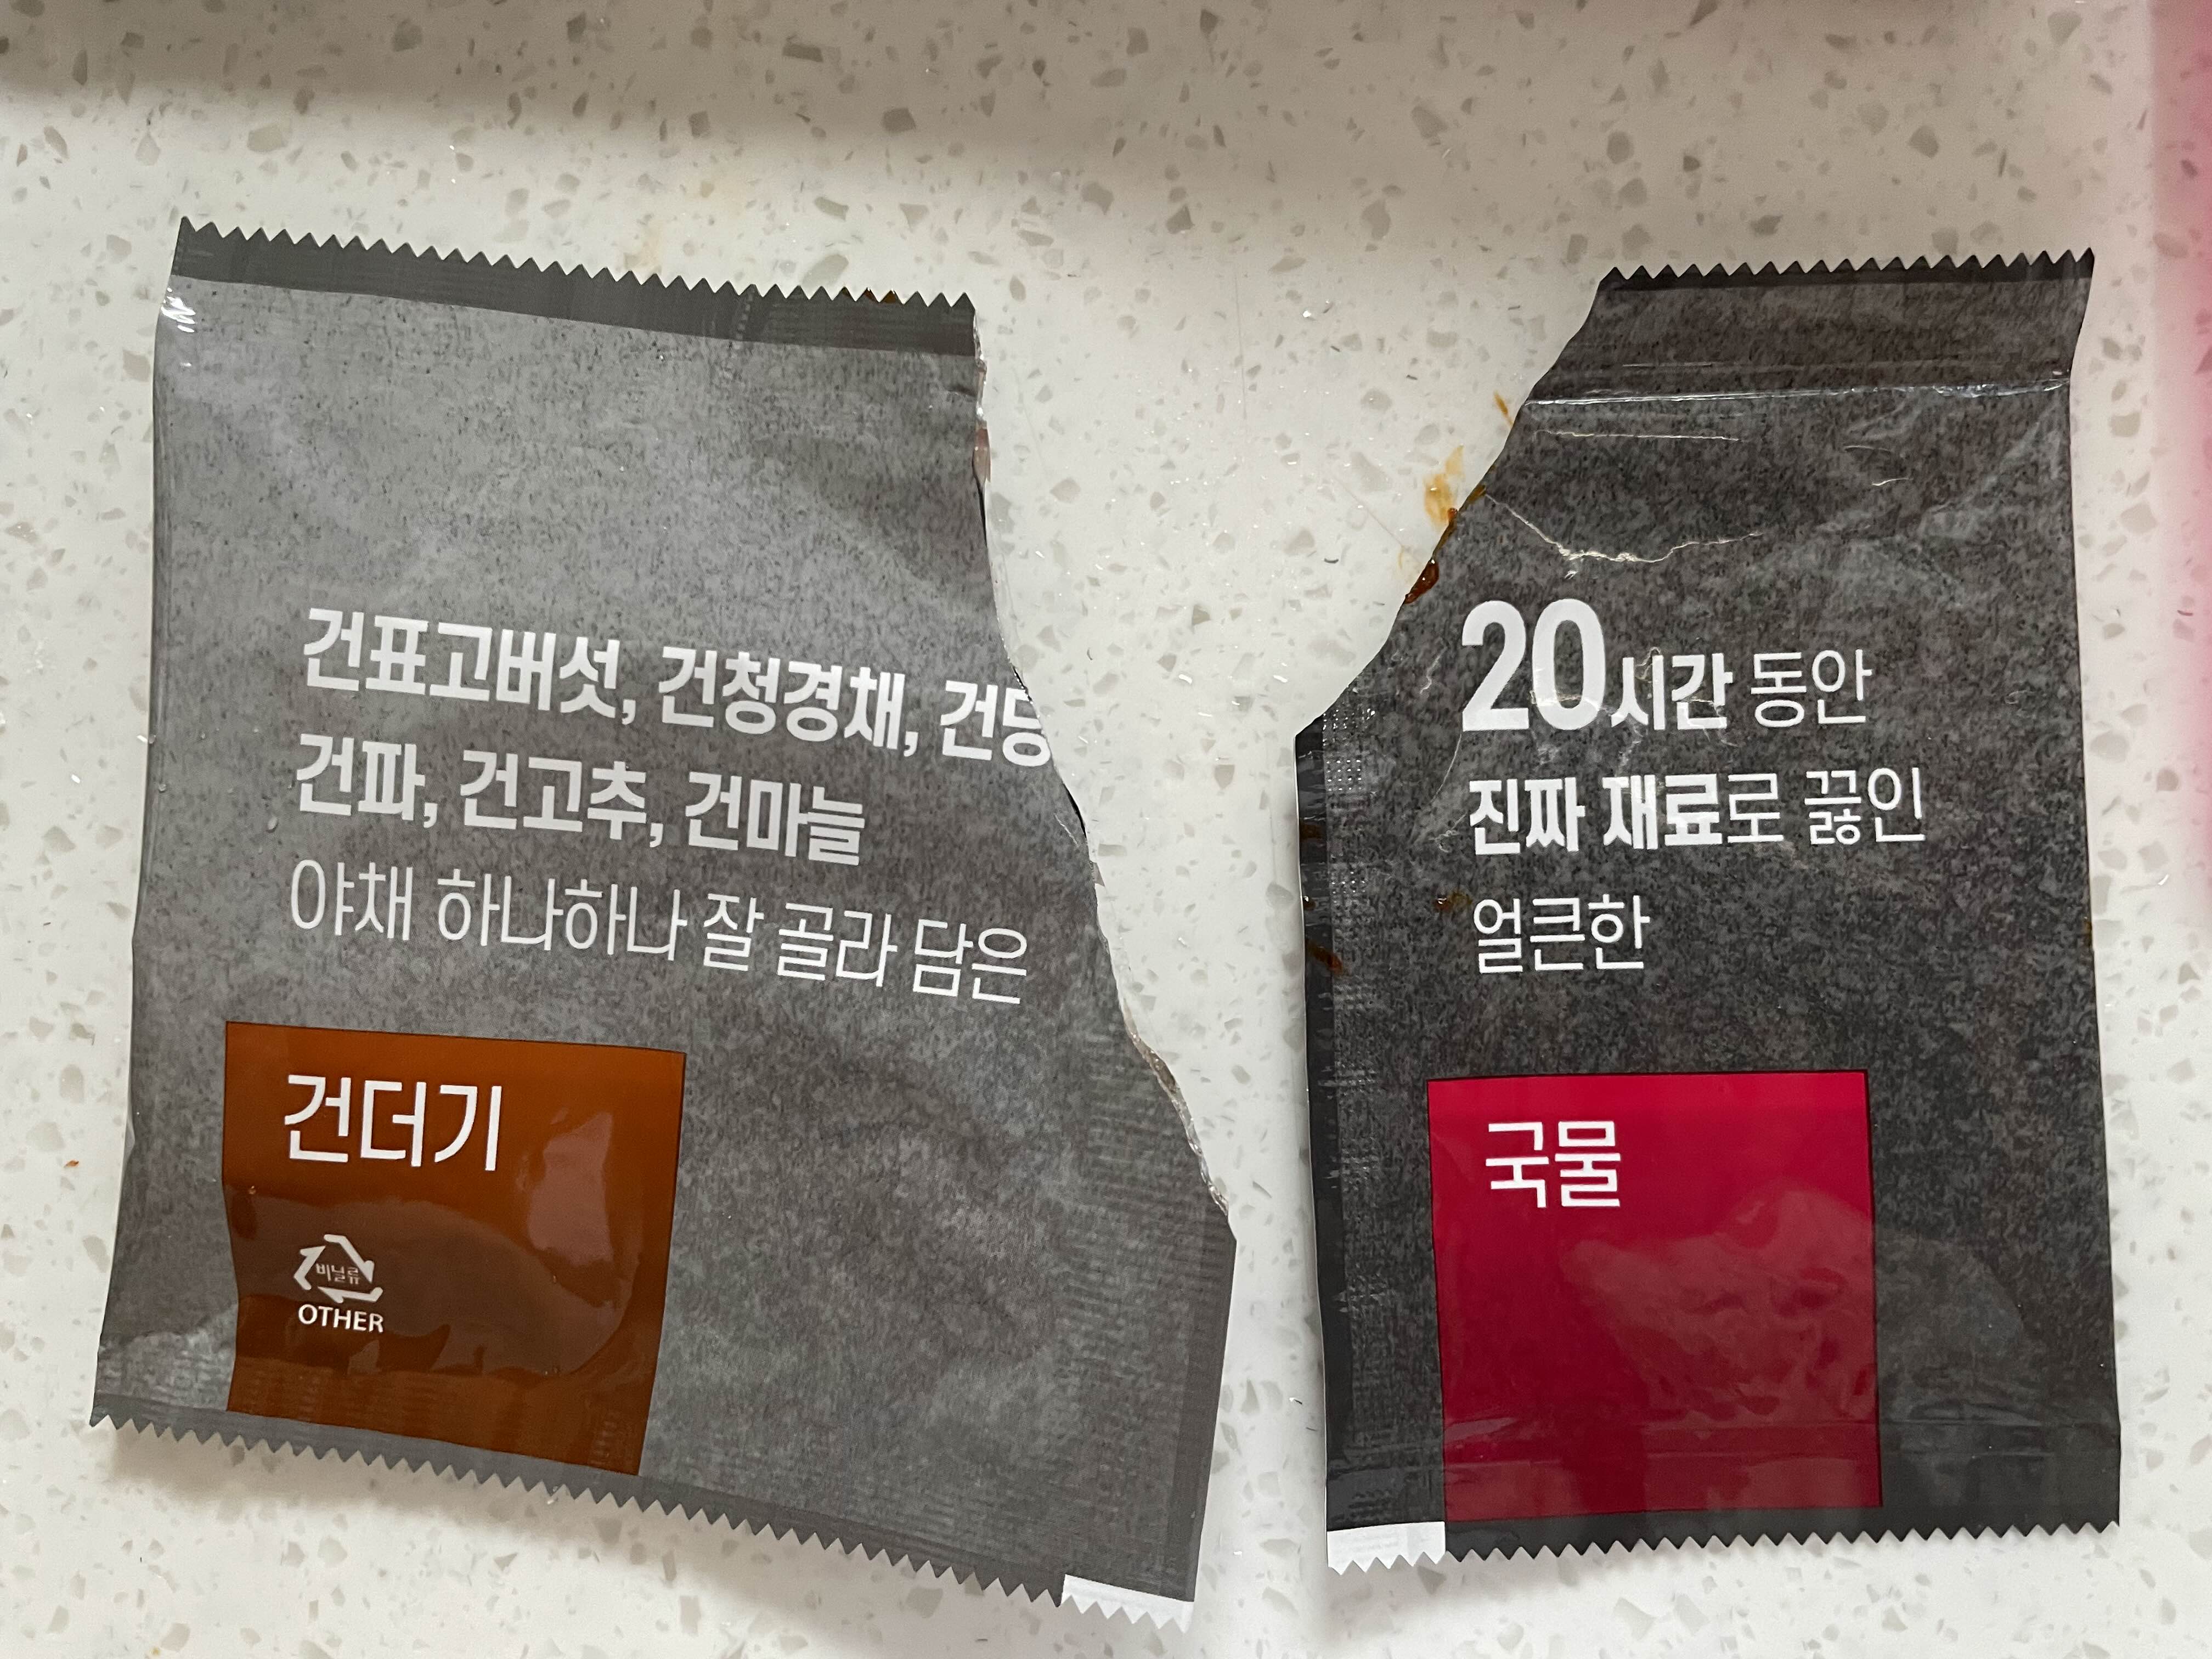 건표고버섯, 건청경채,
건파, 건고추, 건마늘
야채 하나하나 잘 골라 담은
건더기
비닐류
OTHER
20시간 동안
진짜 재료로 끓인
얼큰한
국물